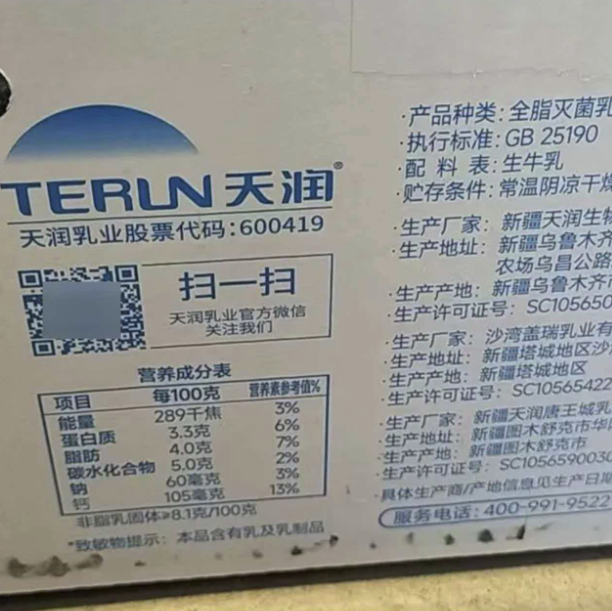 TERUN天润®
天润乳业股票代码:600419
扫一扫
天润乳业官方微信
关注我们
营养成分表
项目 每100克 营养素参考值%
能量 289千焦 3%
蛋白质 3.3克 6%
脂肪 4.0克 7%
碳水化合物 5.0克 2%
钠 60毫克 3%
钙 105毫克 13%
非脂乳固体≥8.1克/100克
*致敏物提示: 本品含有乳及乳制品
·产品种类: 全脂灭菌乳
·执行标准: GB 25190
·配 料 表: 生牛乳
·贮存条件: 常温阴凉干燥
·生产厂家: 新疆天润生物
·生产地址: 新疆乌鲁木齐
农场乌昌公路
·生产产地: 新疆乌鲁木齐
·生产许可证号: SC105650
·生产厂家: 沙湾盖瑞乳业有
·生产地址: 新疆塔城地区沙
·生产产地: 新疆塔城地区
·生产许可证号: SC10565422
·生产厂家: 新疆天润唐王城乳
·生产地址: 新疆图木舒克市
·生产产地: 新疆图木舒克市
·生产许可证号: SC1056590030
·具体生产商/产地信息见生产日期
服务电话: 400-991-9522